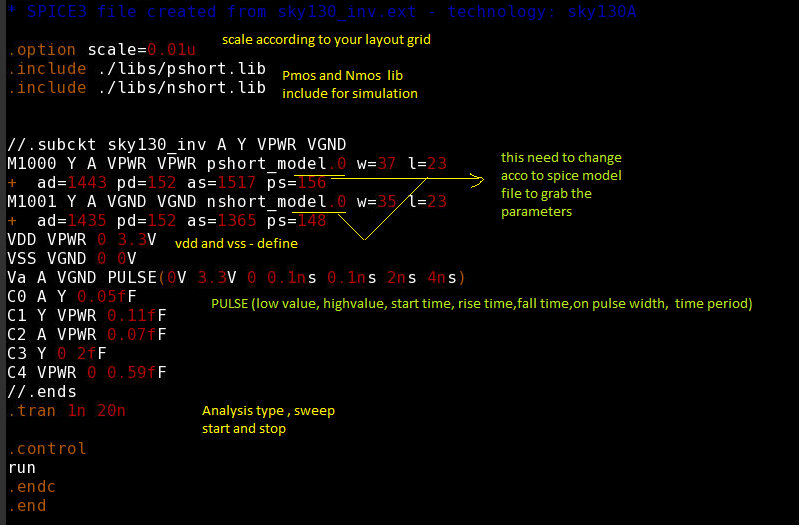 * SPICE3 file created from sky130_inv.ext - technology: sky130A
.option scale=0.01u
scale according to your layout grid
.include ./libs/pshort.lib
.include ./libs/nshort.lib
Pmos and Nmos lib
include for simulation
//.subckt sky130_inv A Y VPWR VGND
M1000 Y A VPWR VPWR pshort_model.0 w=37 l=23
+ ad=1443 pd=152 as=1517 ps=156
M1001 Y A VGND VGND nshort_model.0 w=35 l=23
+ ad=1435 pd=152 as=1365 ps=148
this need to change
acco to spice model
file to grab the
parameters
VDD VPWR 0 3.3V
VSS VGND 0 0V
vdd and vss - define
Va A VGND PULSE(0V 3.3V 0 0.1ns 0.1ns 2ns 4ns)
C0 A Y 0.05fF
PULSE (low value, highvalue, start time, rise time,fall time,on pulse width, time period)
C1 Y VPWR 0.11fF
C2 A VPWR 0.07fF
C3 Y 0 2fF
C4 VPWR 0 0.59fF
//.ends
.tran 1n 20n
Analysis type , sweep
start and stop
.control
run
.endc
.end